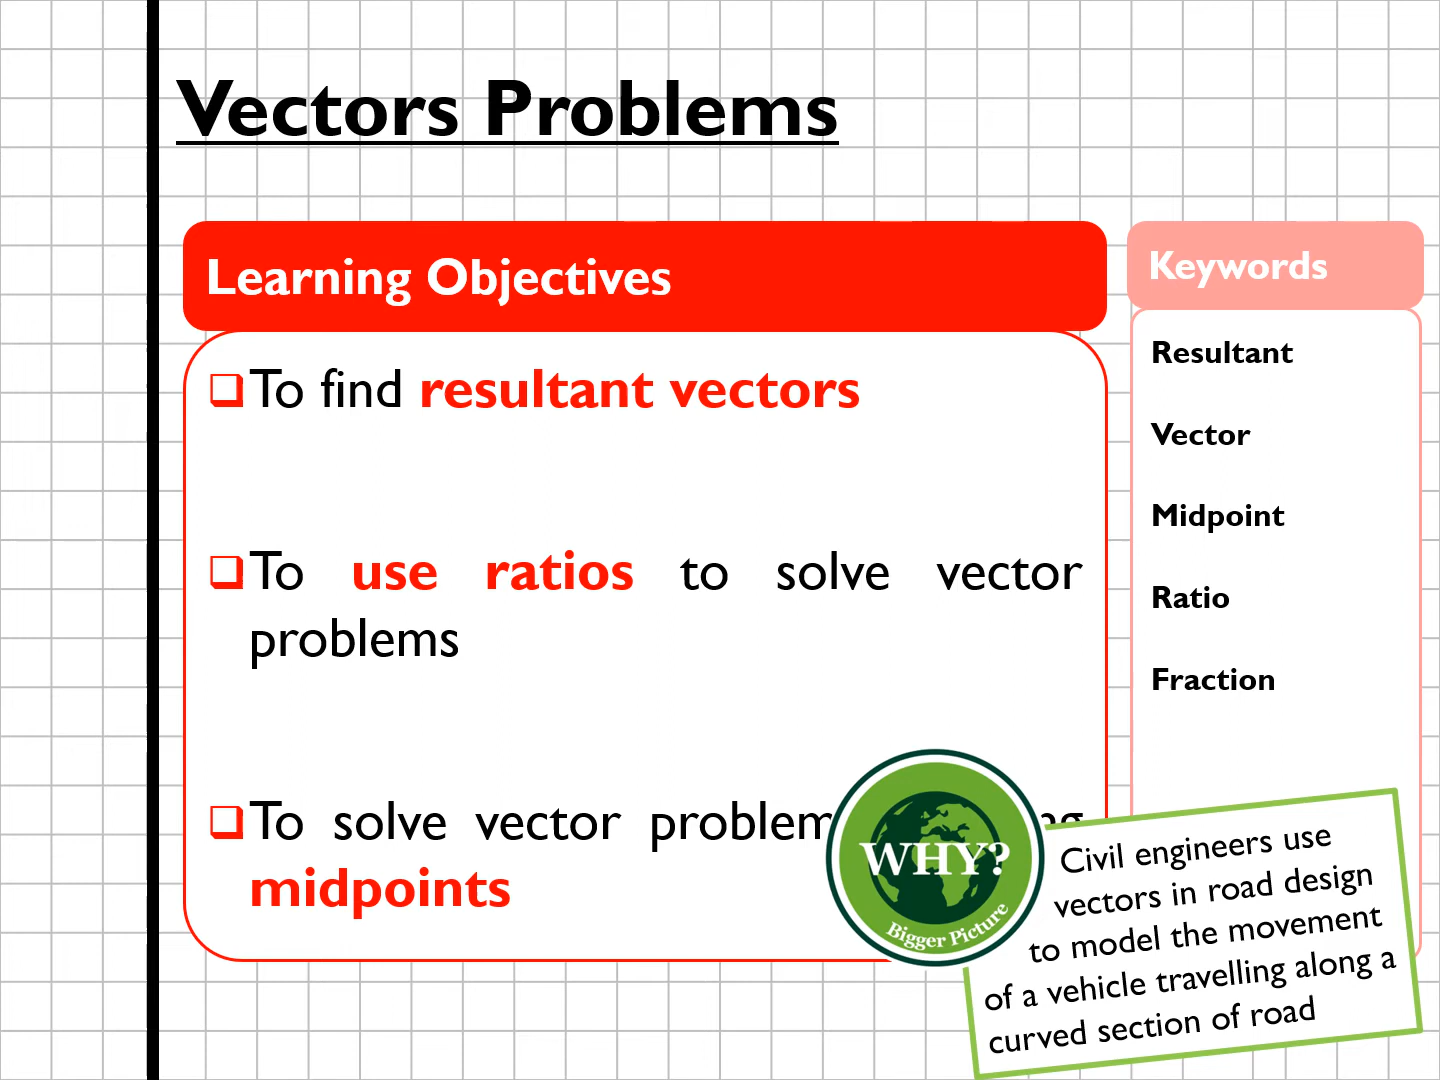 Vectors Problems
Learning Objectives
To find resultant vectors
To use ratios to solve vector
problems
To solve vector problem
midpoints
Keywords
Resultant
Vector
Midpoint
Ratio
Fraction
WHY?
Bigger Picture
Civil engineers use
vectors in road design
to model the movement
of a vehicle travelling along a
curved section of road